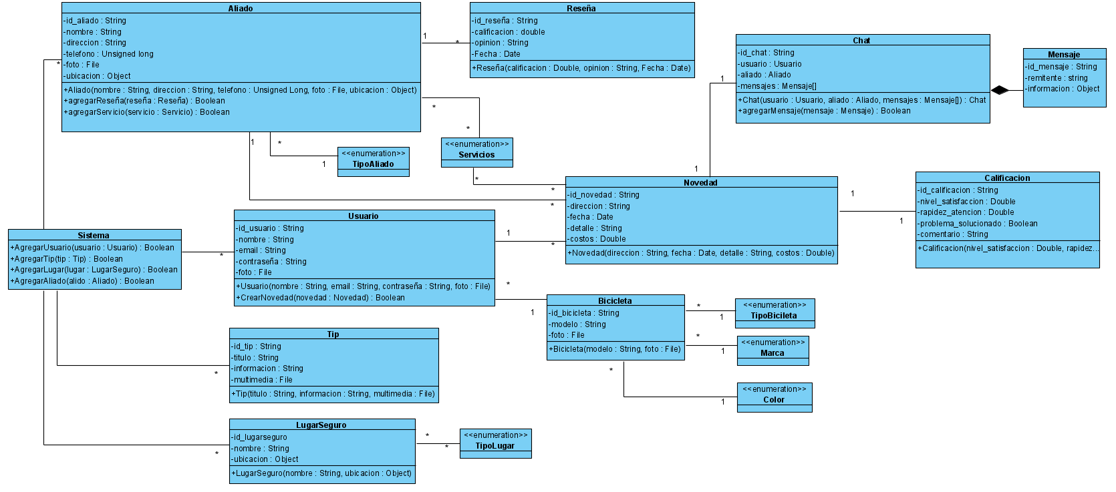 Aliado
-id_aliado : String
-nombre : String
-direccion : String
-telefono : Unsigned long
-foto : File
-ubicacion : Object
+Aliado(nombre : String, direccion : String, telefono : Unsigned Long, foto : File, ubicacion : Object)
+agregarReseña(reseña : Reseña) : Boolean
+agregarServicio(servicio : Servicio) : Boolean
Reseña
-id_reseña : String
-calificacion : double
-opinion : String
-Fecha : Date
+Reseña(calificacion : Double, opinion : String, Fecha : Date)
Chat
-id_chat : String
-usuario : Usuario
-aliado : Aliado
-mensajes : Mensaje[]
+Chat(usuario : Usuario, aliado : Aliado, mensajes : Mensaje[]) : Chat
+agregarMensaje(mensaje : Mensaje) : Boolean
Mensaje
-id_mensaje : String
-remitente : string
-informacion : Object
1
*
*
*
*
1
1
*
*
1
<<enumeration>>
TipoAliado
<<enumeration>>
Servicios
*
*
*
1
Novedad
-id_novedad : String
-direccion : String
-fecha : Date
-detalle : String
-costos : Double
+Novedad(direccion : String, fecha : Date, detalle : String, costos : Double)
1
1
Calificacion
-id_calificacion : String
-nivel_satisfaccion : Double
-rapidez_atencion : Double
-problema_solucionado : Boolean
-comentario : String
+Calificacion(nivel_satisfaccion : Double, rapidez...
Sistema
+AgregarUsuario(usuario : Usuario) : Boolean
+AgregarTip(tip : Tip) : Boolean
+AgregarLugar(lugar : LugarSeguro) : Boolean
+AgregarAliado(alido : Aliado) : Boolean
*
Usuario
-id_usuario : String
-nombre : String
-email : String
-contraseña : String
-foto : File
+Usuario(nombre : String, email : String, contraseña : String, foto : File)
+CrearNovedad(novedad : Novedad) : Boolean
1
*
*
1
Bicicleta
-id_bicicleta : String
-modelo : String
-foto : File
+Bicicleta(modelo : String, foto : File)
*
1
<<enumeration>>
TipoBicileta
*
1
<<enumeration>>
Marca
*
1
<<enumeration>>
Color
Tip
-id_tip : String
-titulo : String
-informacion : String
-multimedia : File
+Tip(titulo : String, informacion : String, multimedia : File)
*
LugarSeguro
-id_lugarseguro
-nombre : String
-ubicacion : Object
+LugarSeguro(nombre : String, ubicacion : Object)
*
*
*
<<enumeration>>
TipoLugar